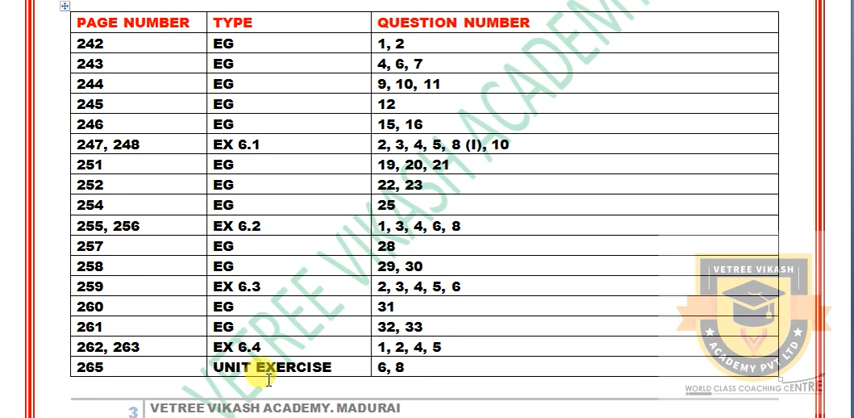 PAGE NUMBER TYPE QUESTION NUMBER
242 EG 1, 2
243 EG 4, 6, 7
244 EG 9, 10, 11
245 EG 12
246 EG 15, 16
247, 248 EX 6.1 2, 3, 4, 5, 8 (I), 10
251 EG 19, 20, 21
252 EG 22, 23
254 EG 25
255, 256 EX 6.2 1, 3, 4, 6, 8
257 EG 28
258 EG 29, 30
259 EX 6.3 2, 3, 4, 5, 6
260 EG 31
261 EG 32, 33
262, 263 EX 6.4 1, 2, 4, 5
265 UNIT EXERCISE 6, 8
VETREE VIKASH ACADEMY
VETREE VIKASH
ACADEMY PVT LTD
WORLD CLASS COACHING CENTRE
3 VETREE VIKASH ACADEMY. MADURAI